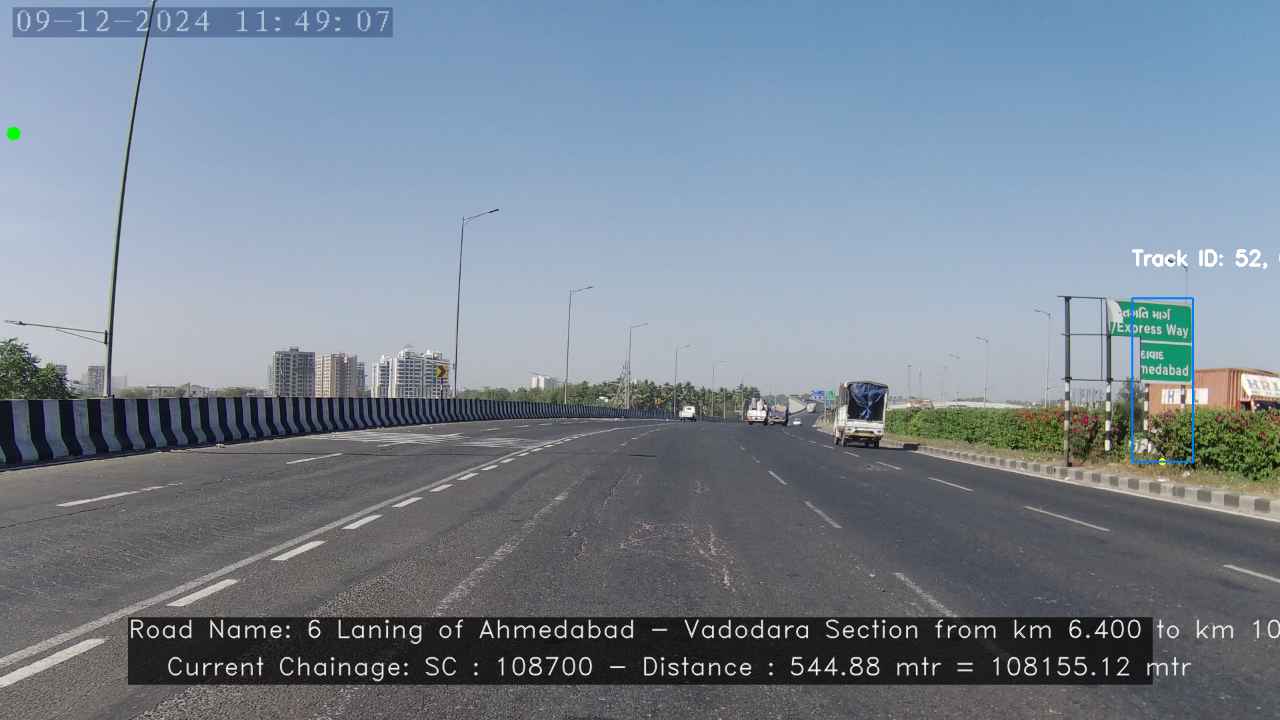 09-12-2024 11:49:07
Track ID: 52,
માર્ગ
Express Way
medabad
Road Name: 6 Laning of Ahmedabad - Vadodara Section from km 6.400 to km 10
Current Chainage: SC : 108700 - Distance : 544.88 mtr = 108155.12 mtr